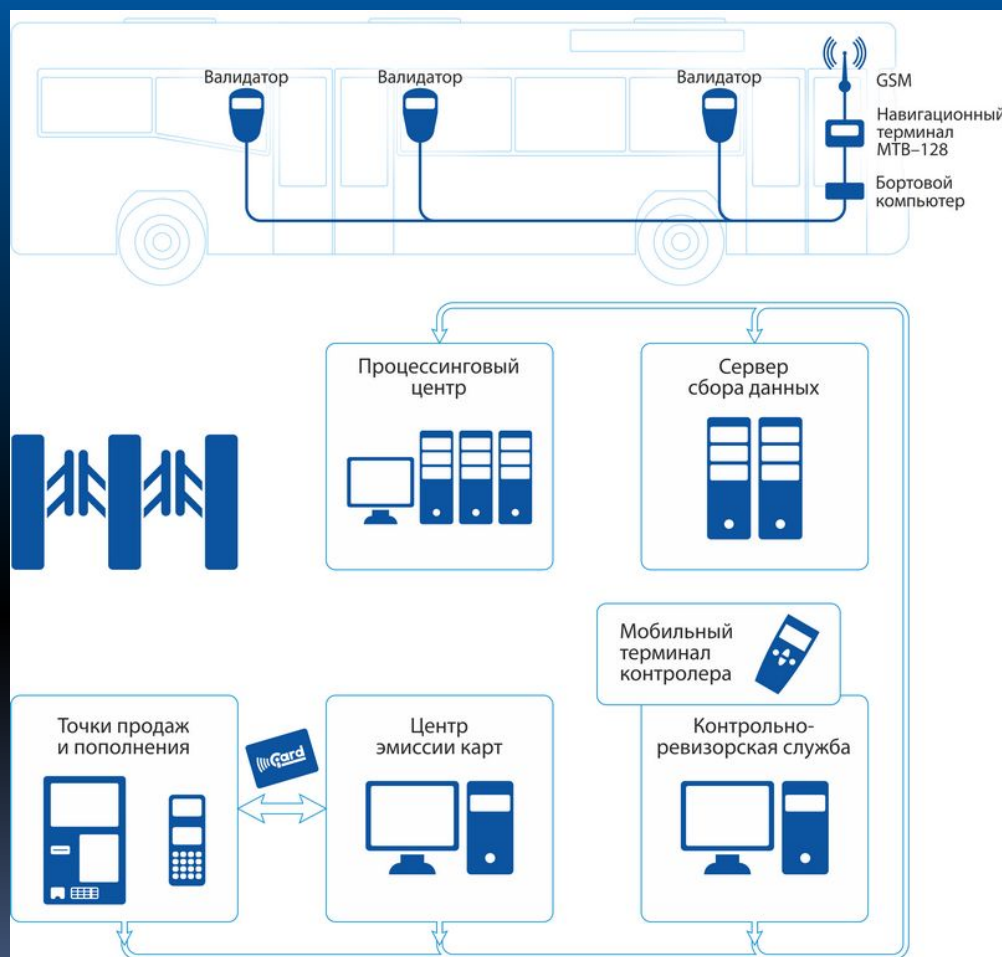 Валидатор
Валидатор
Валидатор
GSM
Навигационный
терминал
МТВ–128
Бортовой
компьютер
Процессинговый
центр
Сервер
сбора данных
Мобильный
терминал
контролера
Точки продаж
и пополнения
Card
Центр
эмиссии карт
Контрольно-
ревизорская служба